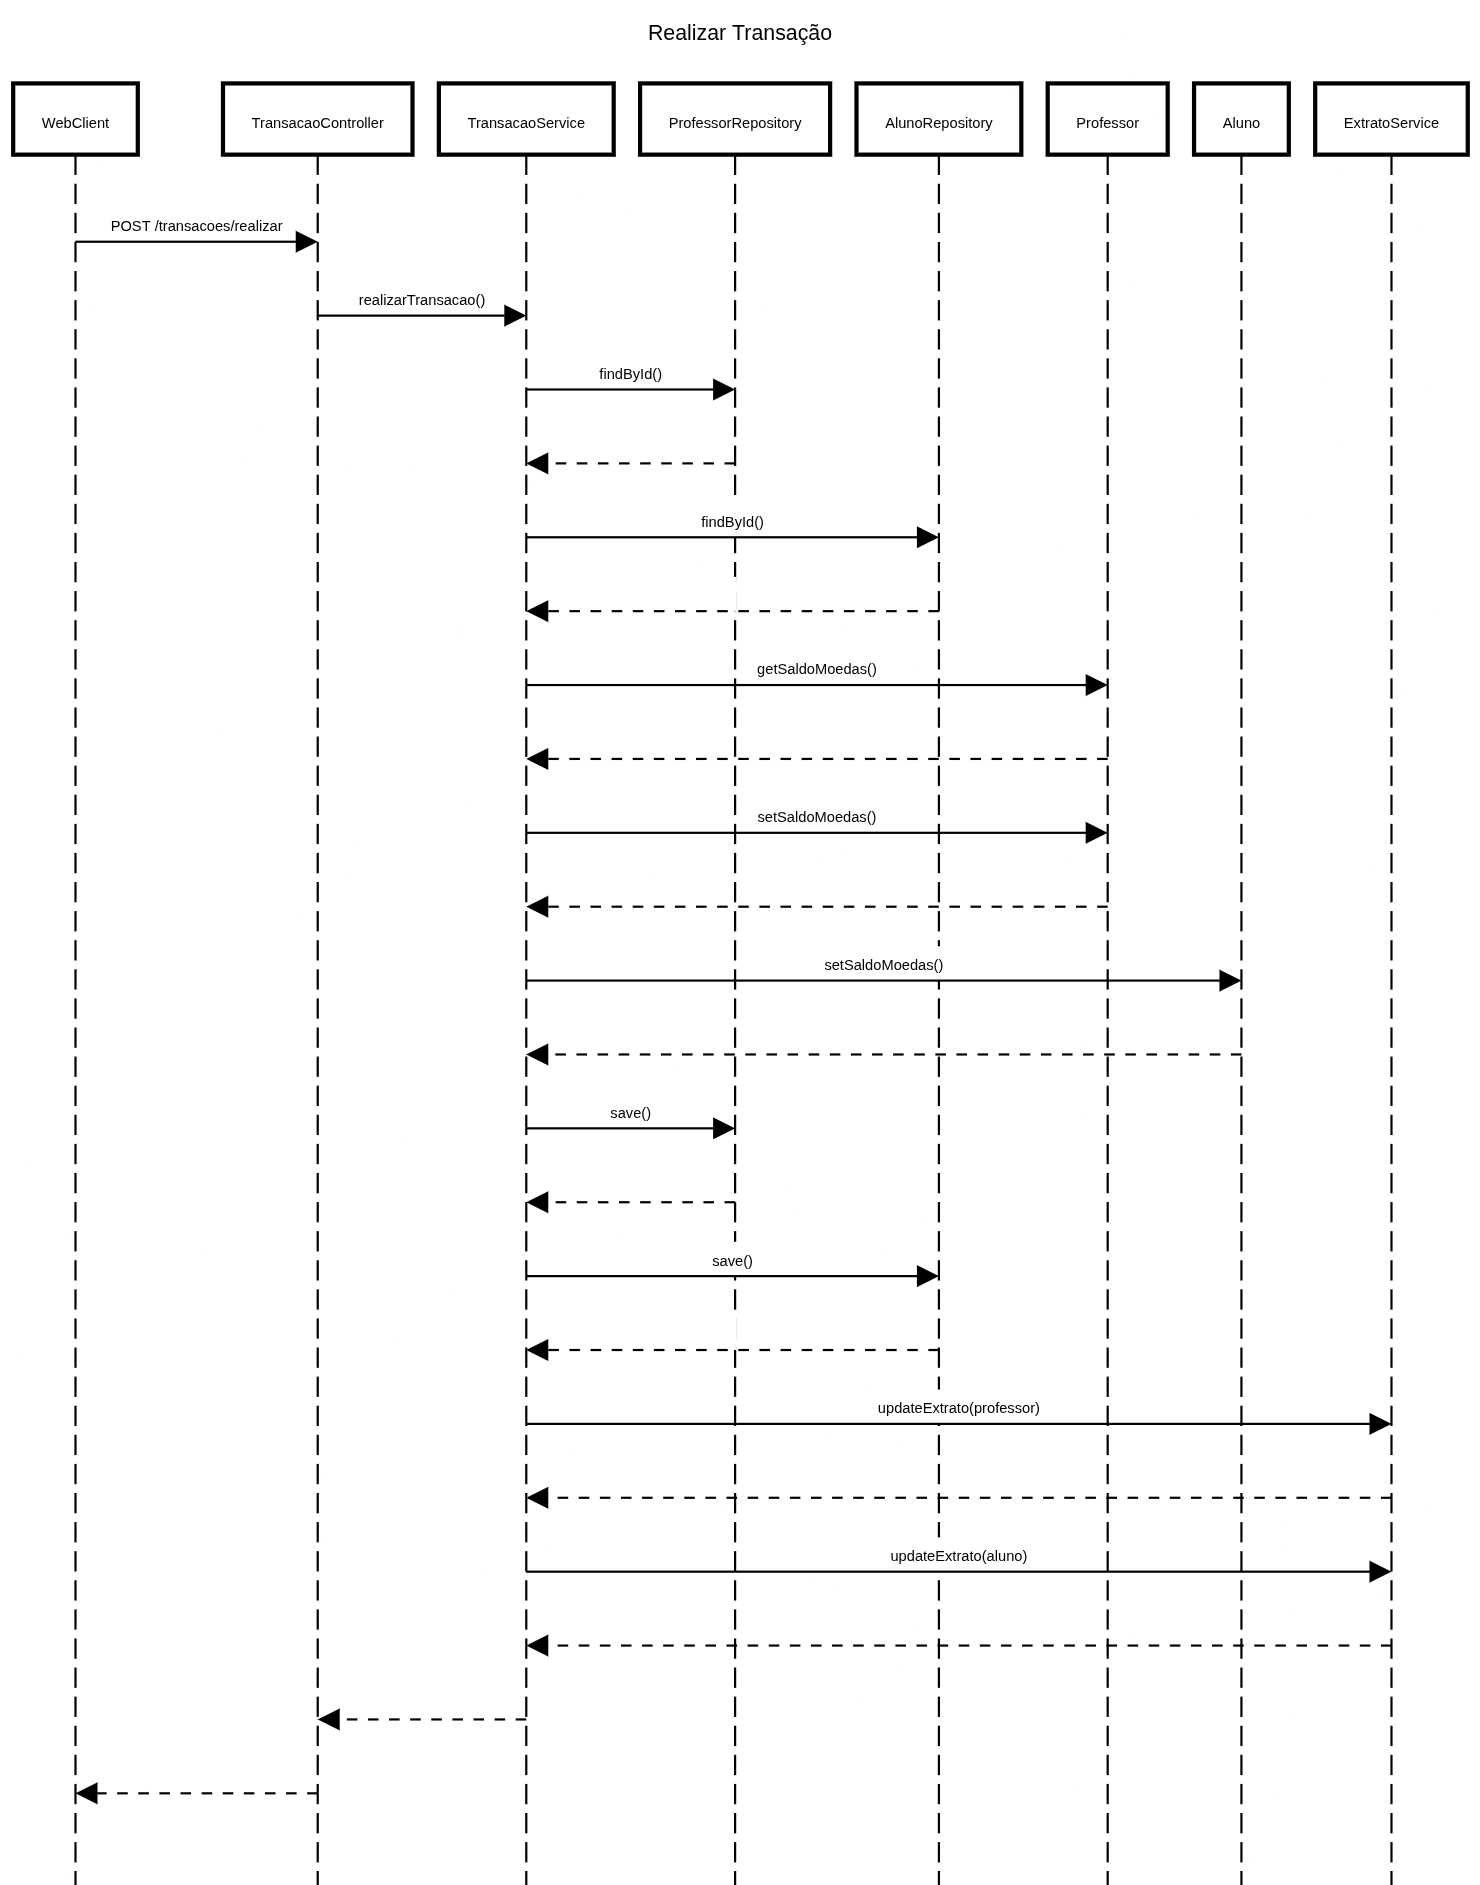 Realizar Transação
WebClient
TransacaoController
TransacaoService
ProfessorRepository
AlunoRepository
Professor
Aluno
ExtratoService
POST /transacoes/realizar
realizarTransacao()
findById()
findById()
getSaldoMoedas()
setSaldoMoedas()
setSaldoMoedas()
save()
save()
updateExtrato(professor)
updateExtrato(aluno)